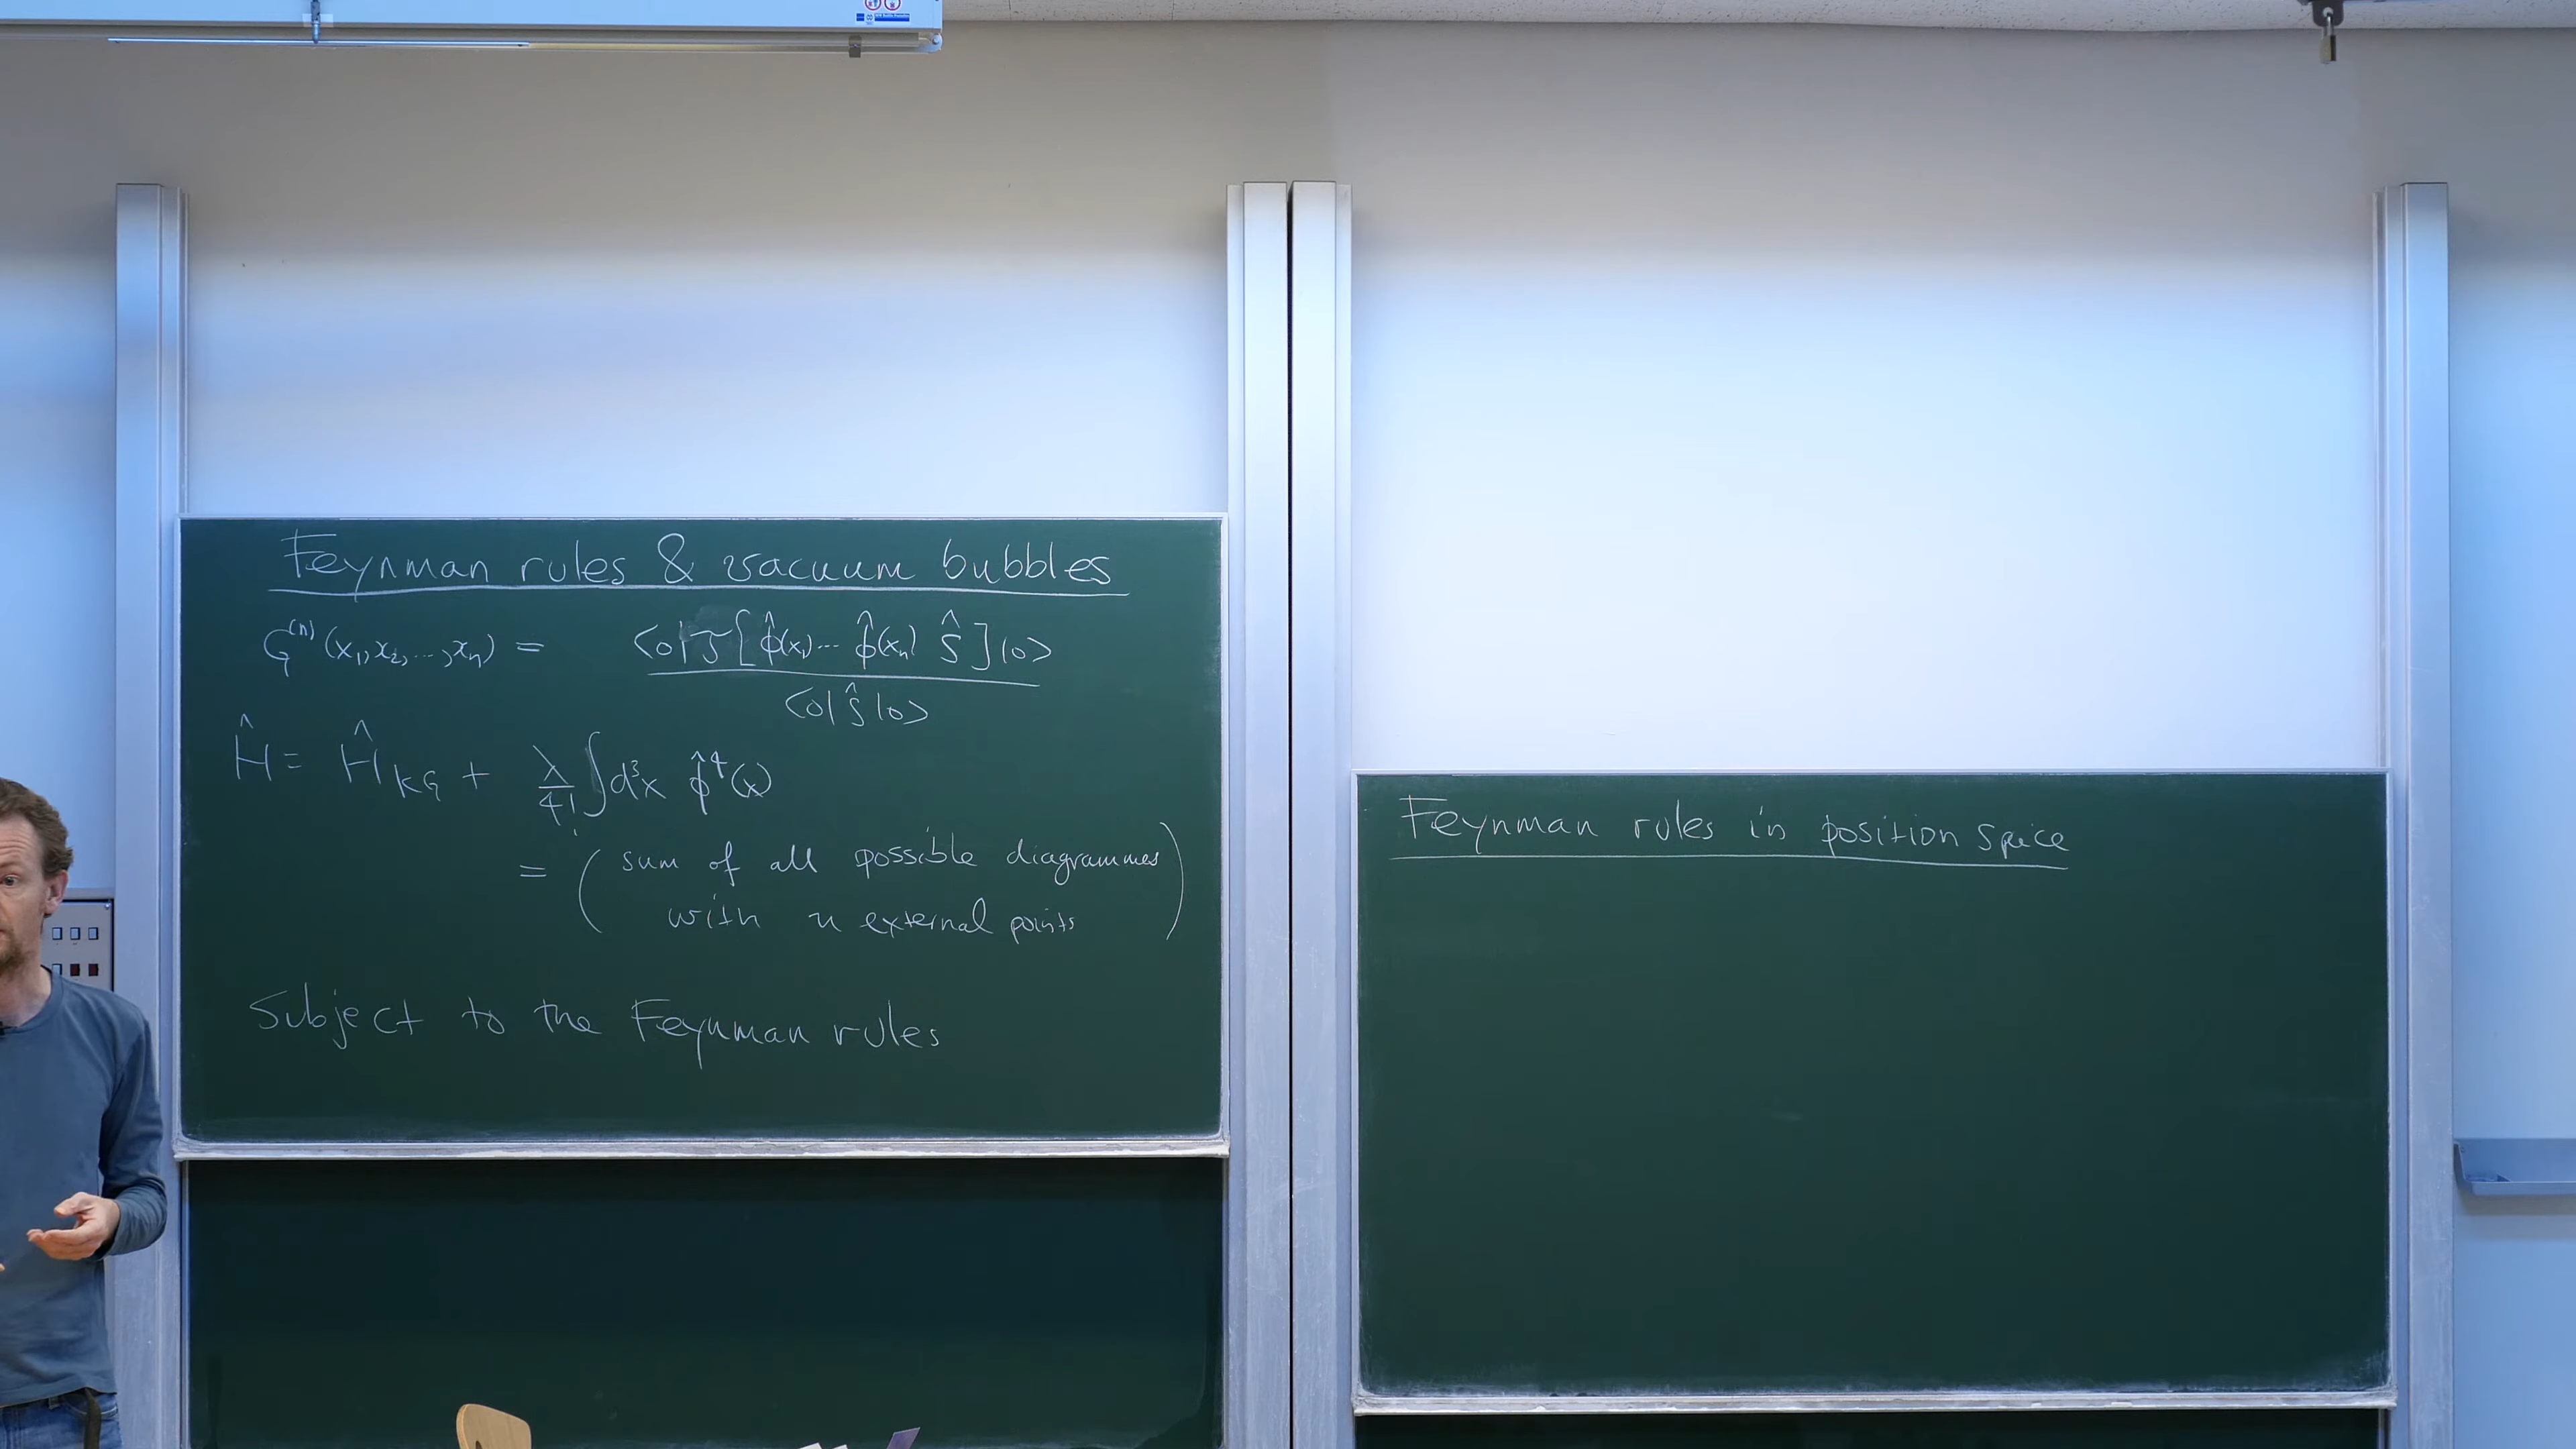 Feynman rules & vacuum bubbles
G⁽ⁿ⁾(x₁,x₂,...,xₙ) = <0|T[φ̂(x₁)... φ̂(xₙ) Ŝ]|0> / <0|Ŝ|0>
Ĥ = Ĥ_KG + λ/4! ∫d³x φ̂⁴(x)
= ( sum of all possible diagrammes
with n external points )
Subject to the Feynman rules
Feynman rules in position space